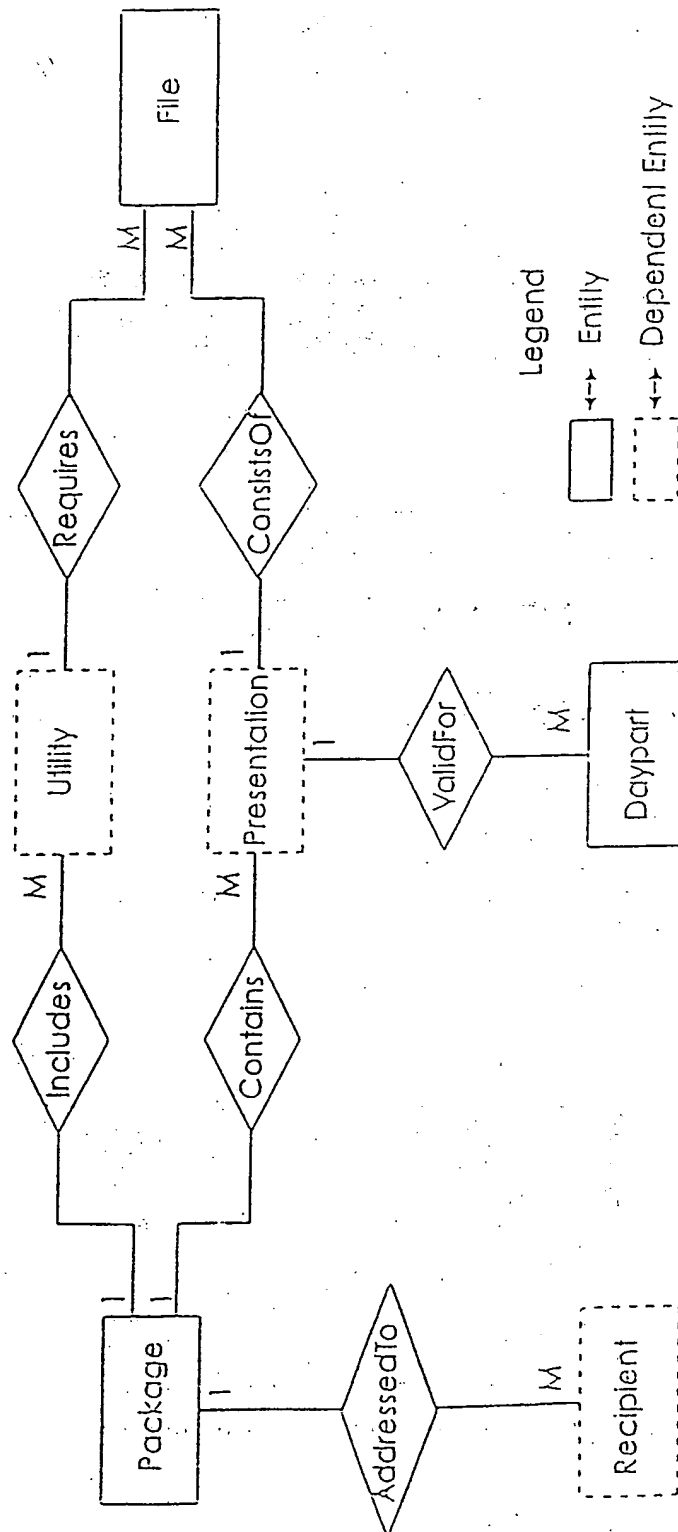 Package
1
1
1
Includes
M
Utility
1
Requires
M
File
Contains
M
Presentation
1
ConsistsOf
M
1
ValidFor
M
Daypart
AddressedTo
M
Recipient
Legend
Entity
Dependent Entity